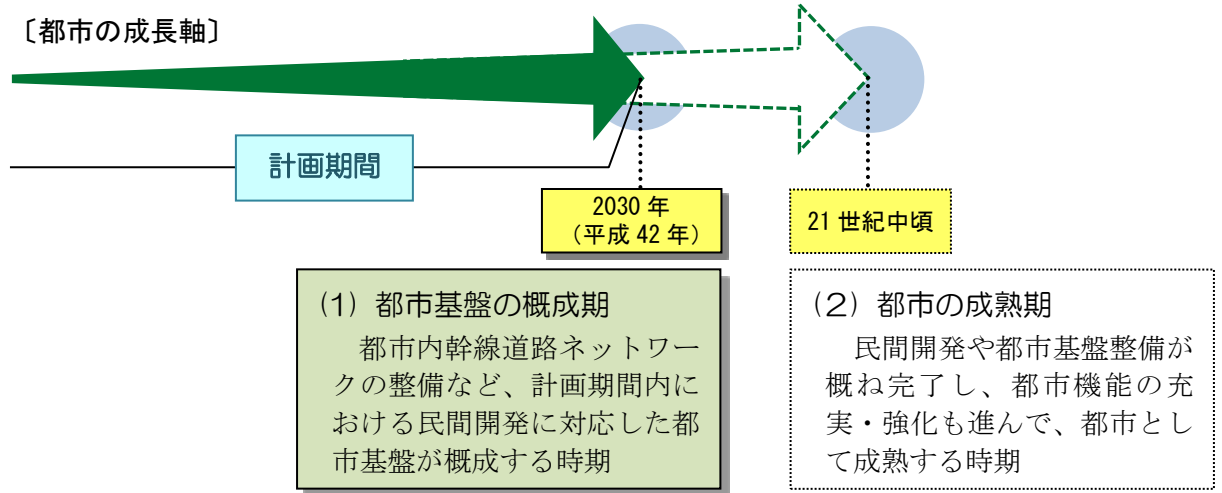 〔都市の成長軸〕
計画期間
2030 年
（平成 42 年）
21 世紀中頃
(1) 都市基盤の概成期
都市内幹線道路ネットワー
クの整備など、計画期間内に
おける民間開発に対応した都
市基盤が概成する時期
(2) 都市の成熟期
民間開発や都市基盤整備が
概ね完了し、都市機能の充
実・強化も進んで、都市とし
て成熟する時期